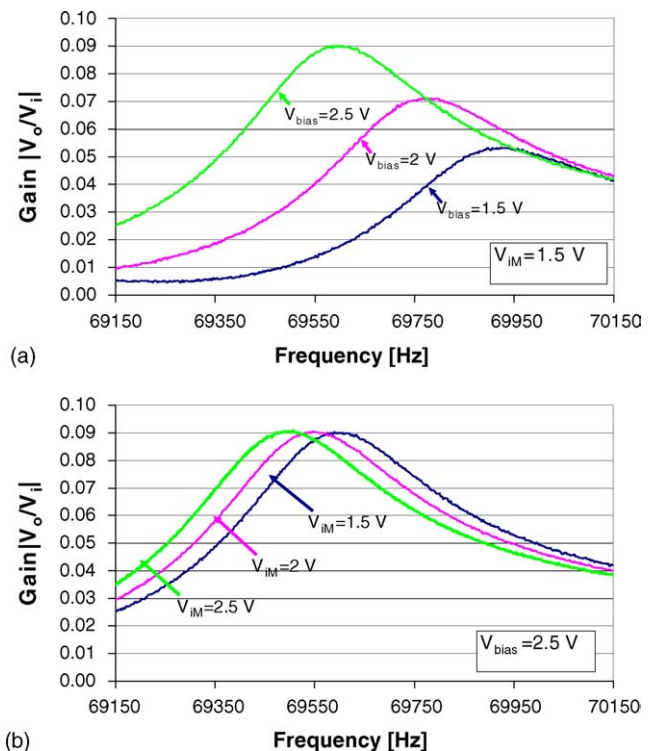 0.10
0.09
0.08
0.07
0.06
0.05
0.04
0.03
0.02
0.01
0.00
Gain |Vo/Vi|
Vbias=2.5 V
Vbias=2 V
Vbias=1.5 V
ViM=1.5 V
69150 69350 69550 69750 69950 70150
(a) Frequency [Hz]
0.10
0.09
0.08
0.07
0.06
0.05
0.04
0.03
0.02
0.01
0.00
Gain|Vo/Vi|
ViM=1.5 V
ViM=2 V
ViM=2.5 V
Vbias =2.5 V
69150 69350 69550 69750 69950 70150
(b) Frequency [Hz]